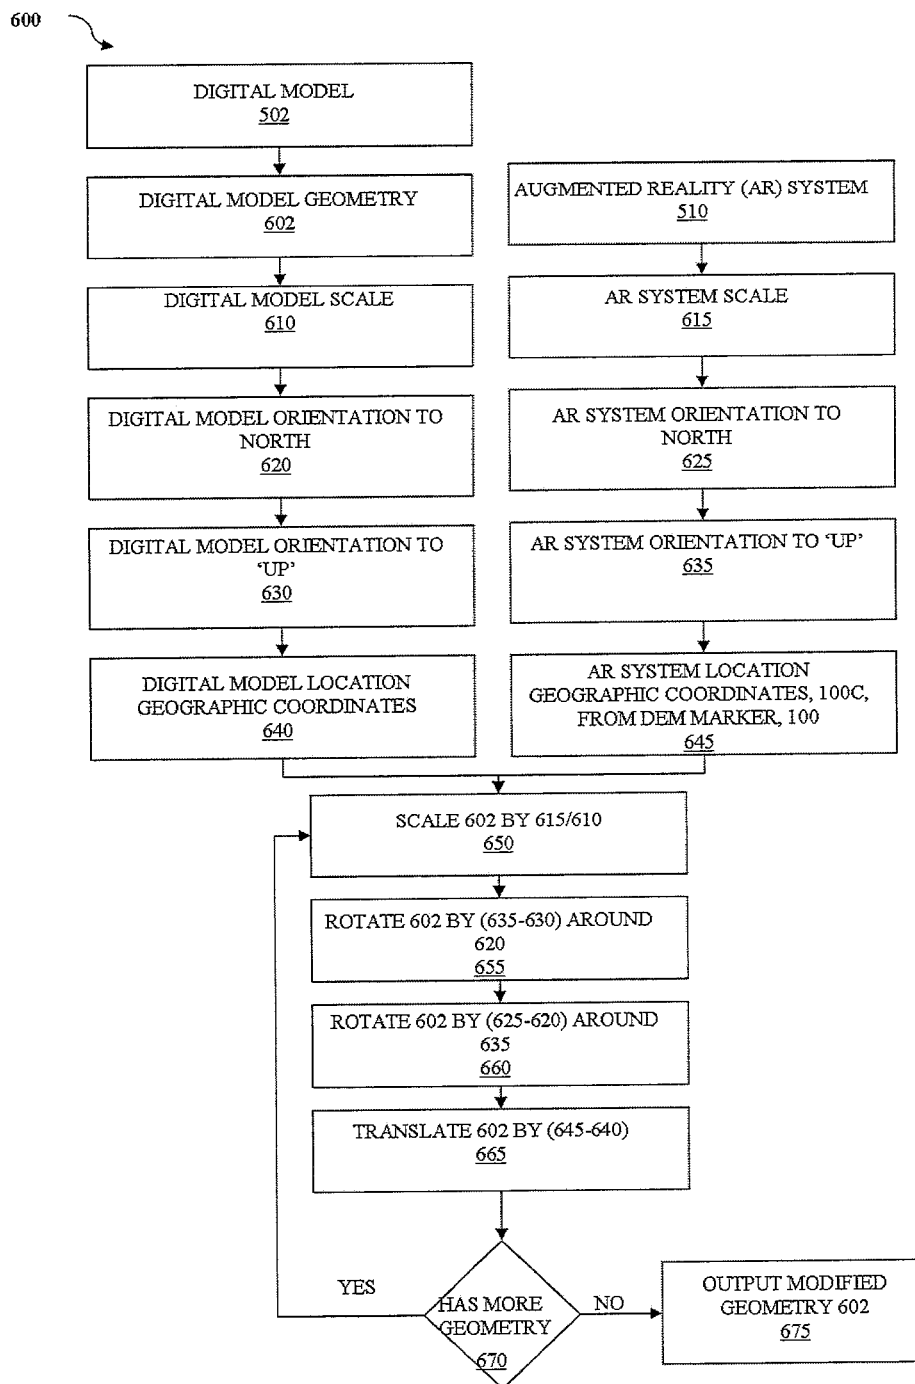 600
DIGITAL MODEL
502
DIGITAL MODEL GEOMETRY
602
DIGITAL MODEL SCALE
610
DIGITAL MODEL ORIENTATION TO
NORTH
620
DIGITAL MODEL ORIENTATION TO
‘UP’
630
DIGITAL MODEL LOCATION
GEOGRAPHIC COORDINATES
640
AUGMENTED REALITY (AR) SYSTEM
510
AR SYSTEM SCALE
615
AR SYSTEM ORIENTATION TO
NORTH
625
AR SYSTEM ORIENTATION TO ‘UP’
635
AR SYSTEM LOCATION
GEOGRAPHIC COORDINATES, 100C,
FROM DEM MARKER, 100
645
SCALE 602 BY 615/610
650
ROTATE 602 BY (635-630) AROUND
620
655
ROTATE 602 BY (625-620) AROUND
635
660
TRANSLATE 602 BY (645-640)
665
YES
HAS MORE
GEOMETRY
670
NO
OUTPUT MODIFIED
GEOMETRY 602
675